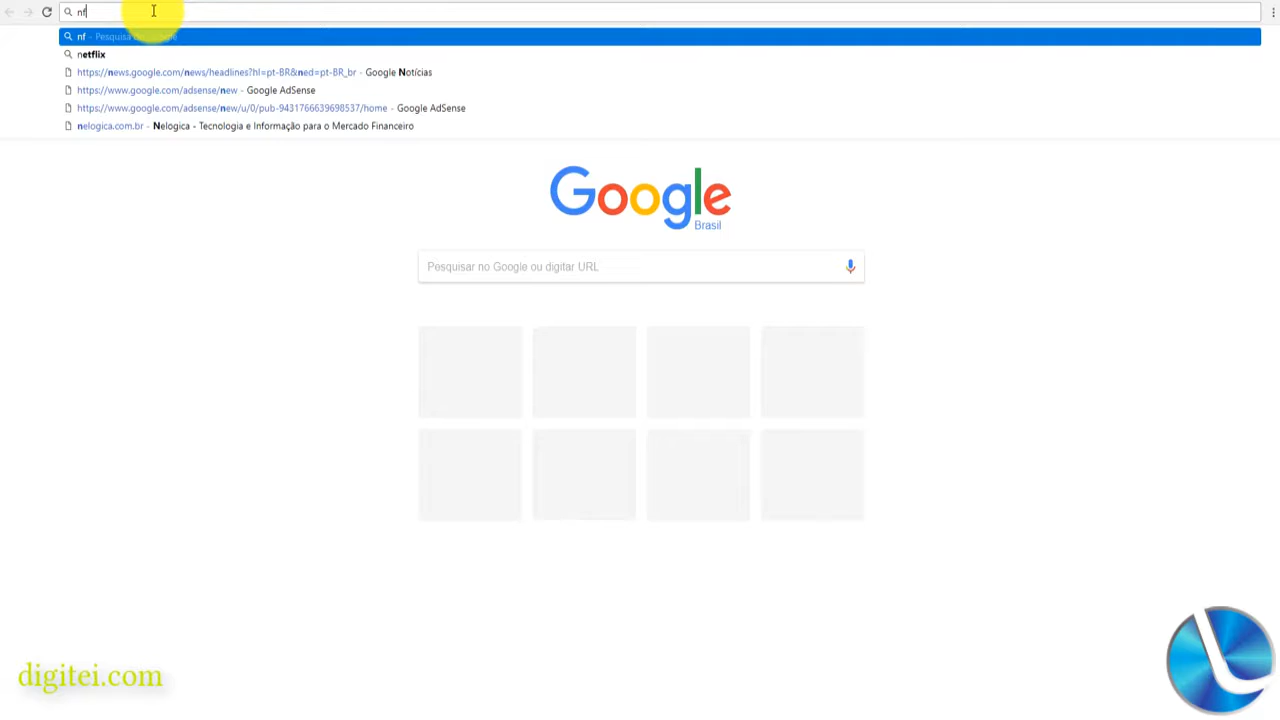 nf
nf - Pesquisa
netflix
https://news.google.com/news/headlines?hl=pt-BR&ned=pt-BR_br - Google Notícias
https://www.google.com/adsense/new - Google AdSense
https://www.google.com/adsense/new/u/0/pub-9431766639698537/home - Google AdSense
nelogica.com.br - Nelogica - Tecnologia e Informação para o Mercado Financeiro
Google
Brasil
Pesquisar no Google ou digitar URL
digitei.com